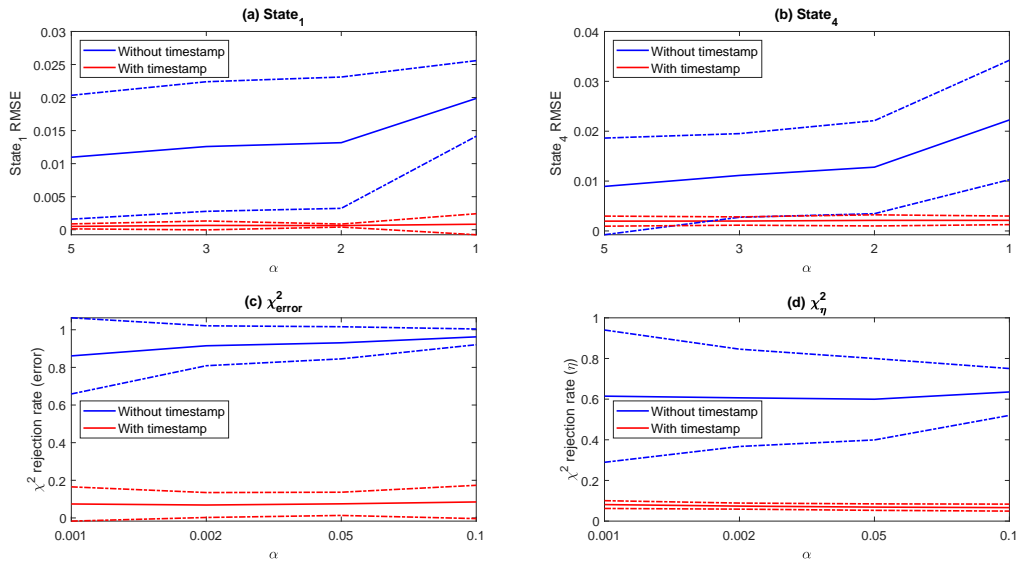 (a) State₁
State₁ RMSE
0.03
0.025
0.02
0.015
0.01
0.005
0
Without timestamp
With timestamp
5
3
2
1
α
(b) State₄
State₄ RMSE
0.04
0.03
0.02
0.01
0
Without timestamp
With timestamp
5
3
2
1
α
(c) χ²error
χ² rejection rate (error)
1
0.8
0.6
0.4
0.2
0
Without timestamp
With timestamp
0.001
0.002
0.05
0.1
α
(d) χ²η
χ² rejection rate (η)
1
0.8
0.6
0.4
0.2
0
Without timestamp
With timestamp
0.001
0.002
0.05
0.1
α